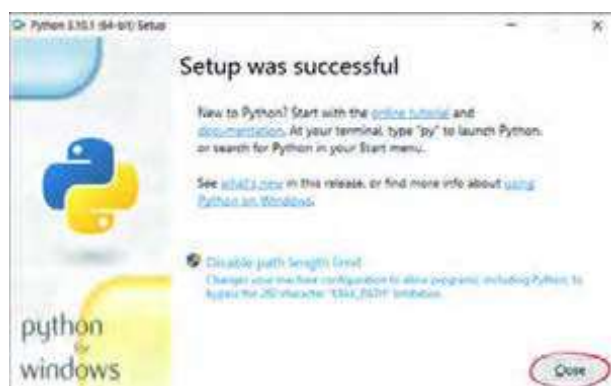 Python 3.10.1 (64-bit) Setup
Setup was successful
New to Python? Start with the online tutorial and
documentation. At your terminal, type "py" to launch Python,
or search for Python in your Start menu.
See what's new in this release, or find more info about using
Python on Windows.
Disable path length limit
Changes your machine configuration to allow programs, including Python, to
bypass the 260 character "MAX_PATH" limitation.
python
for
windows
Close